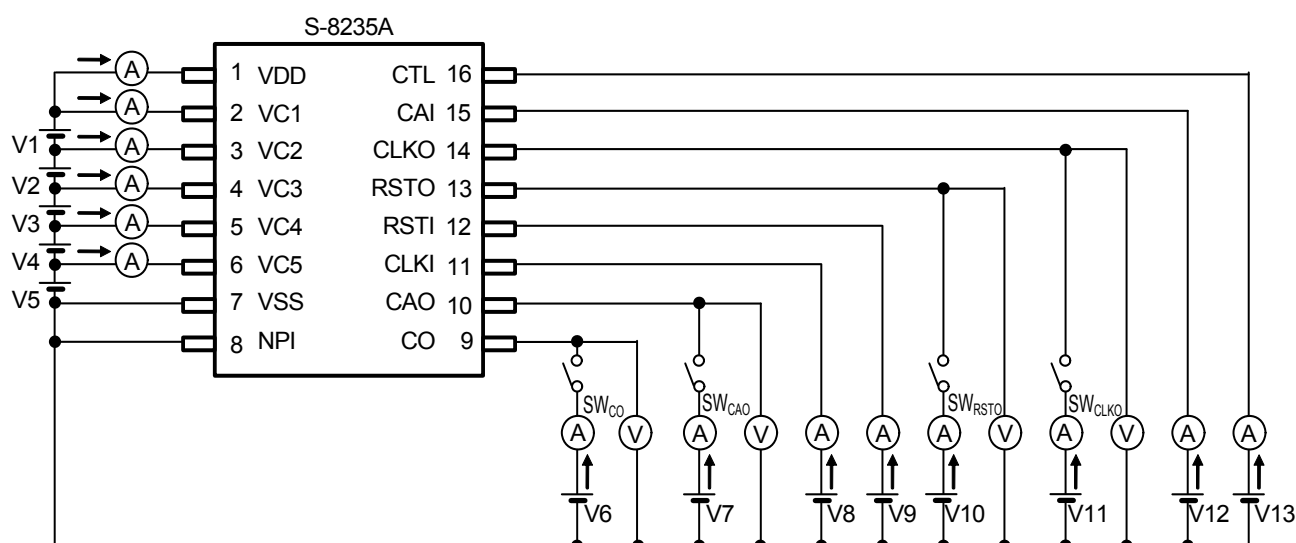 S-8235A
A
1 VDD CTL 16
A
2 VC1 CAI 15
V1
A
3 VC2 CLKO 14
V2
A
4 VC3 RSTO 13
V3
A
5 VC4 RSTI 12
V4
A
6 VC5 CLKI 11
V5
7 VSS CAO 10
8 NPI CO 9
SWCO SWCAO SWRSTO SWCLKO
A V A V A A A V A V A A
V6 V7 V8 V9 V10 V11 V12 V13